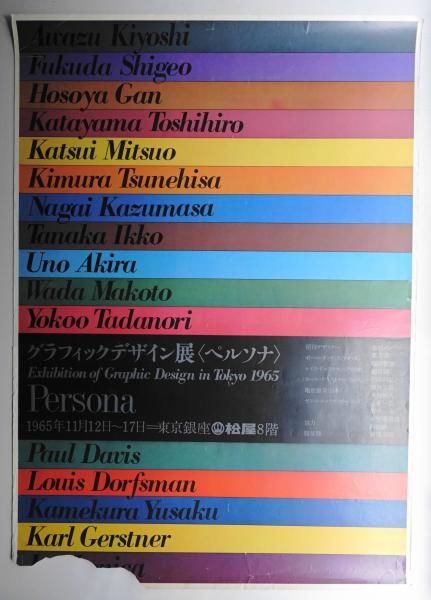 Awazu Kiyoshi
Fukuda Shigeo
Hosoya Gan
Katayama Toshihiro
Katsui Mitsuo
Kimura Tsunehisa
Nagai Kazumasa
Tanaka Ikko
Uno Akira
Wada Makoto
Yokoo Tadanori
グラフィックデザイン展〈ペルソナ〉
Exhibition of Graphic Design in Tokyo 1965
Persona
1965年11月12日〜17日=東京銀座 松屋8階
Paul Davis
Louis Dorfsman
Kamekura Yusaku
Karl Gerstner